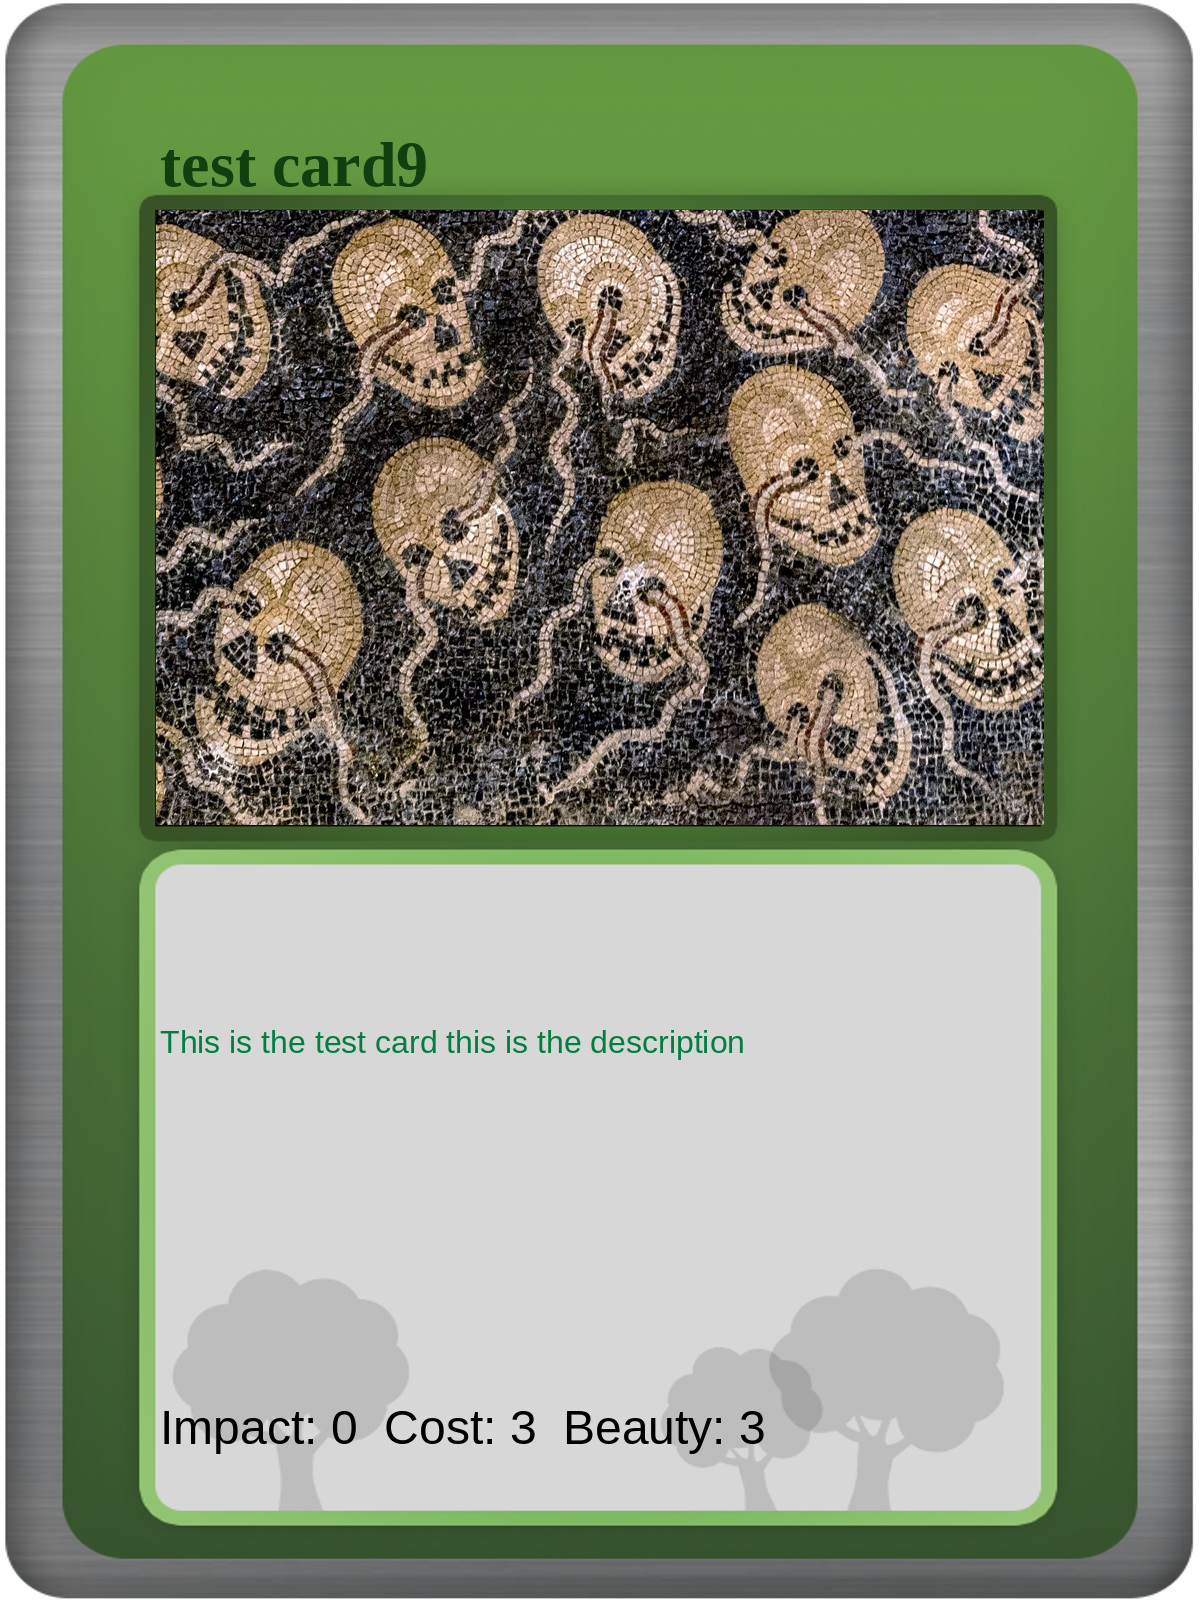 test card9
This is the test card this is the description
Impact: 0  Cost: 3  Beauty: 3